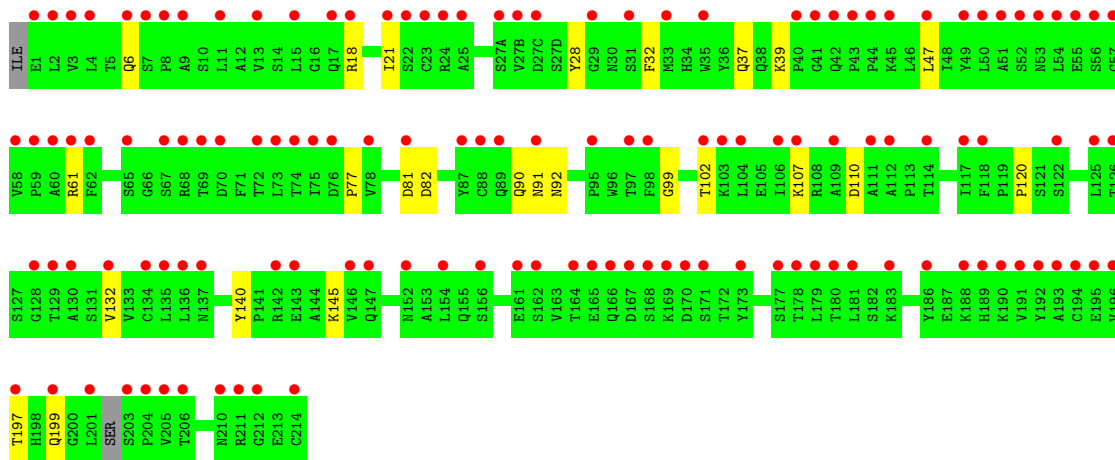 ILE E1 L2 V3 L4 T5 Q6 S7 P8 A9 S10 L11 A12 V13 S14 L15 G16 Q17 R18 I21 S22 C23 R24 A25 S27A V27B D27C S27D Y28 G29 N30 S31 F32 M33 H34 W35 Y36 Q37 Q38 K39 P40 G41 Q42 P43 P44 K45 L46 L47 I48 Y49 L50 A51 S52 N53 L54 E55 S56 G57
V58 P59 A60 R61 F62 S65 G66 S67 R68 T69 D70 F71 T72 L73 T74 I75 D76 P77 V78 D81 D82 Y87 C88 Q89 Q90 N91 N92 P95 W96 T97 F98 G99 T102 K103 L104 E105 I106 K107 R108 A109 D110 A111 A112 P113 T114 I117 F118 P119 P120 S121 S122 L125 T126
S127 G128 T129 A130 S131 V132 V133 C134 L135 L136 N137 Y140 P141 R142 E143 A144 K145 V146 Q147 N152 A153 L154 Q155 S156 E161 S162 V163 T164 E165 Q166 D167 S168 K169 D170 S171 T172 Y173 S177 T178 L179 T180 L181 S182 K183 Y186 E187 K188 H189 K190 V191 Y192 A193 C194 E195 V196
T197 H198 Q199 G200 L201 SER S203 P204 V205 T206 N210 R211 G212 E213 C214